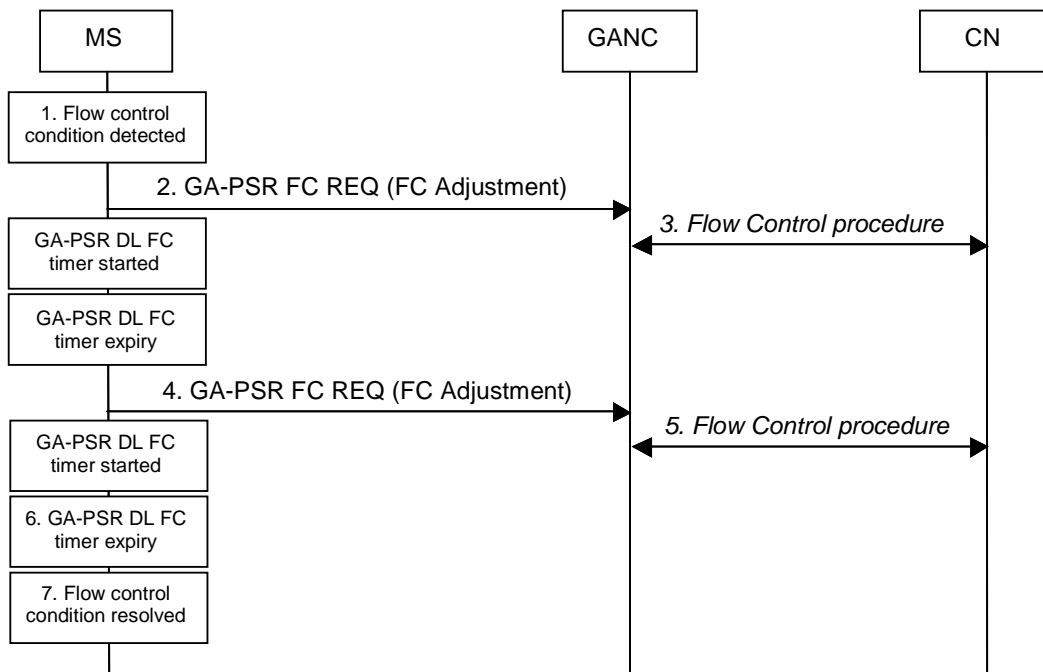 MS
GANC
CN
1. Flow control
condition detected
2. GA-PSR FC REQ (FC Adjustment)
3. Flow Control procedure
GA-PSR DL FC
timer started
GA-PSR DL FC
timer expiry
4. GA-PSR FC REQ (FC Adjustment)
5. Flow Control procedure
GA-PSR DL FC
timer started
6. GA-PSR DL FC
timer expiry
7. Flow control
condition resolved